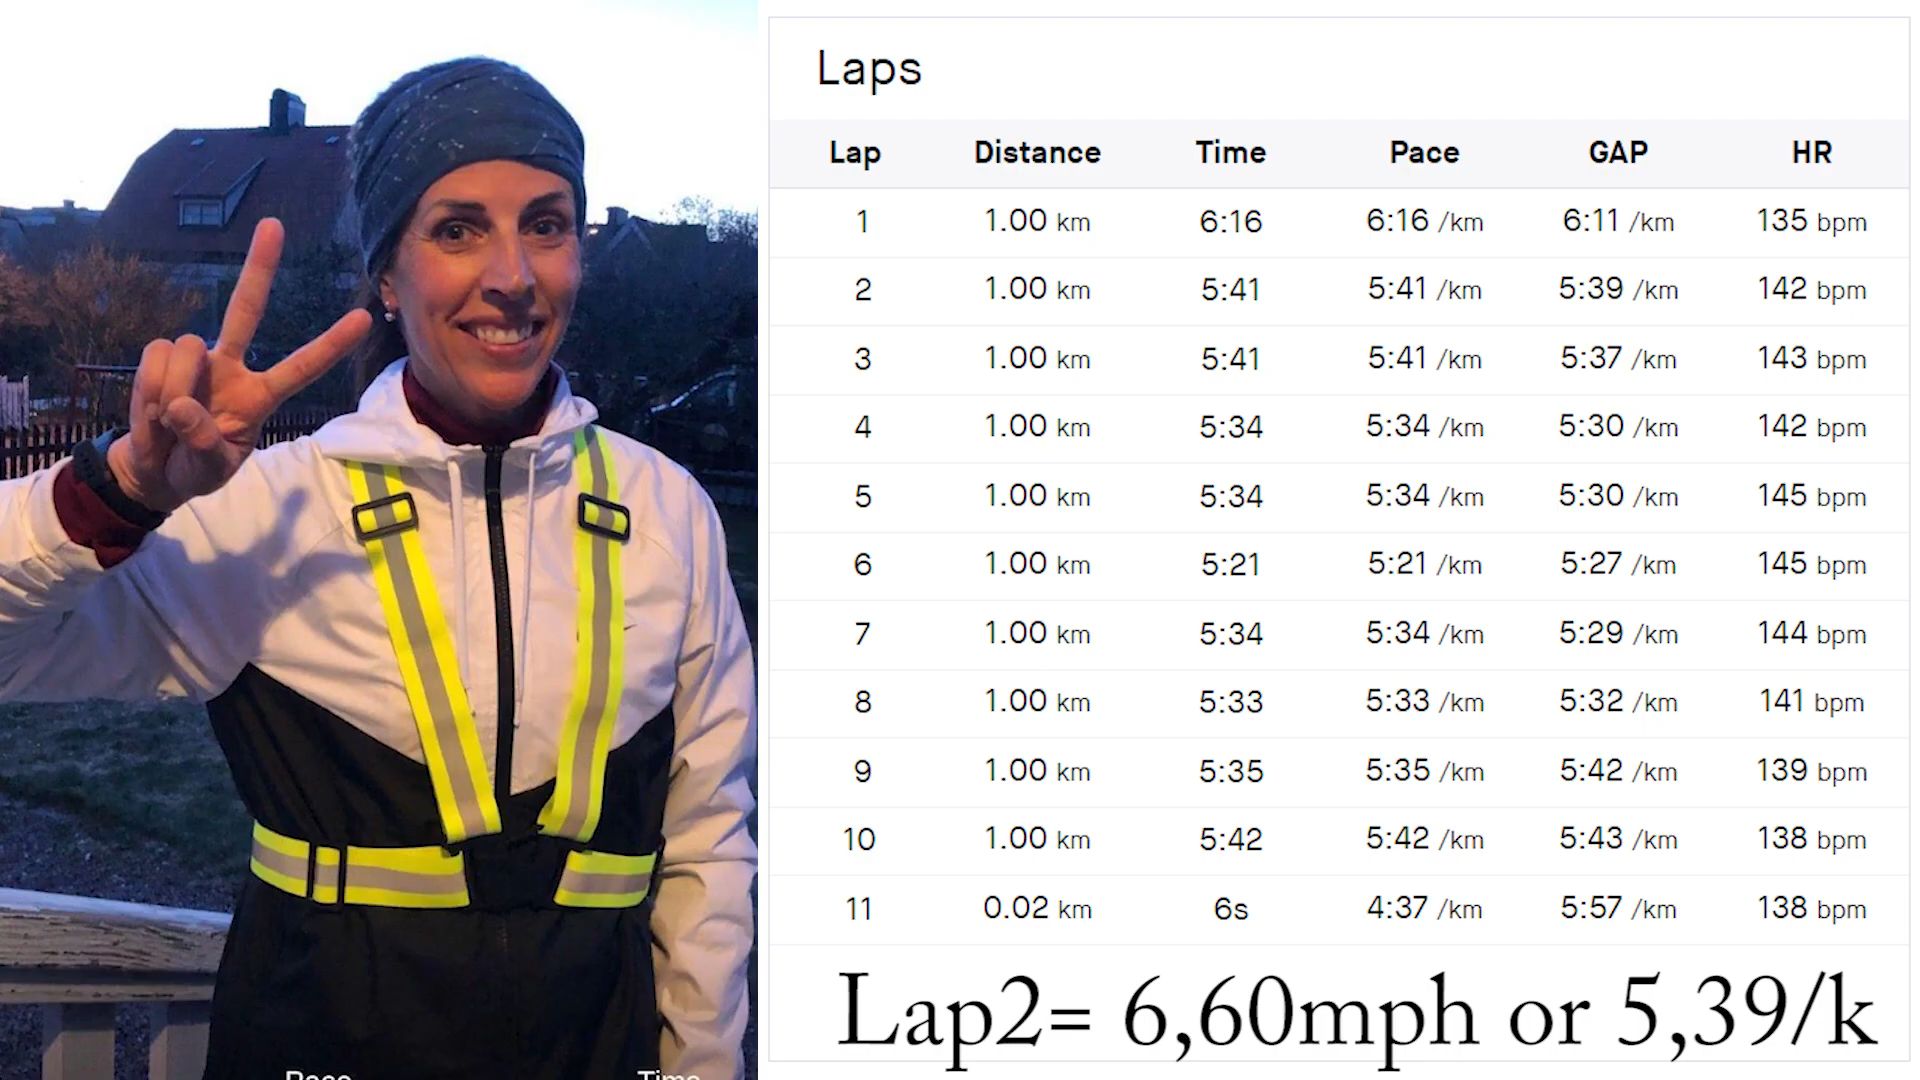 Laps
Lap Distance Time Pace GAP HR
1 1.00 km 6:16 6:16 /km 6:11 /km 135 bpm
2 1.00 km 5:41 5:41 /km 5:39 /km 142 bpm
3 1.00 km 5:41 5:41 /km 5:37 /km 143 bpm
4 1.00 km 5:34 5:34 /km 5:30 /km 142 bpm
5 1.00 km 5:34 5:34 /km 5:30 /km 145 bpm
6 1.00 km 5:21 5:21 /km 5:27 /km 145 bpm
7 1.00 km 5:34 5:34 /km 5:29 /km 144 bpm
8 1.00 km 5:33 5:33 /km 5:32 /km 141 bpm
9 1.00 km 5:35 5:35 /km 5:42 /km 139 bpm
10 1.00 km 5:42 5:42 /km 5:43 /km 138 bpm
11 0.02 km 6s 4:37 /km 5:57 /km 138 bpm
Lap2= 6,60mph or 5,39/k
Pace Time